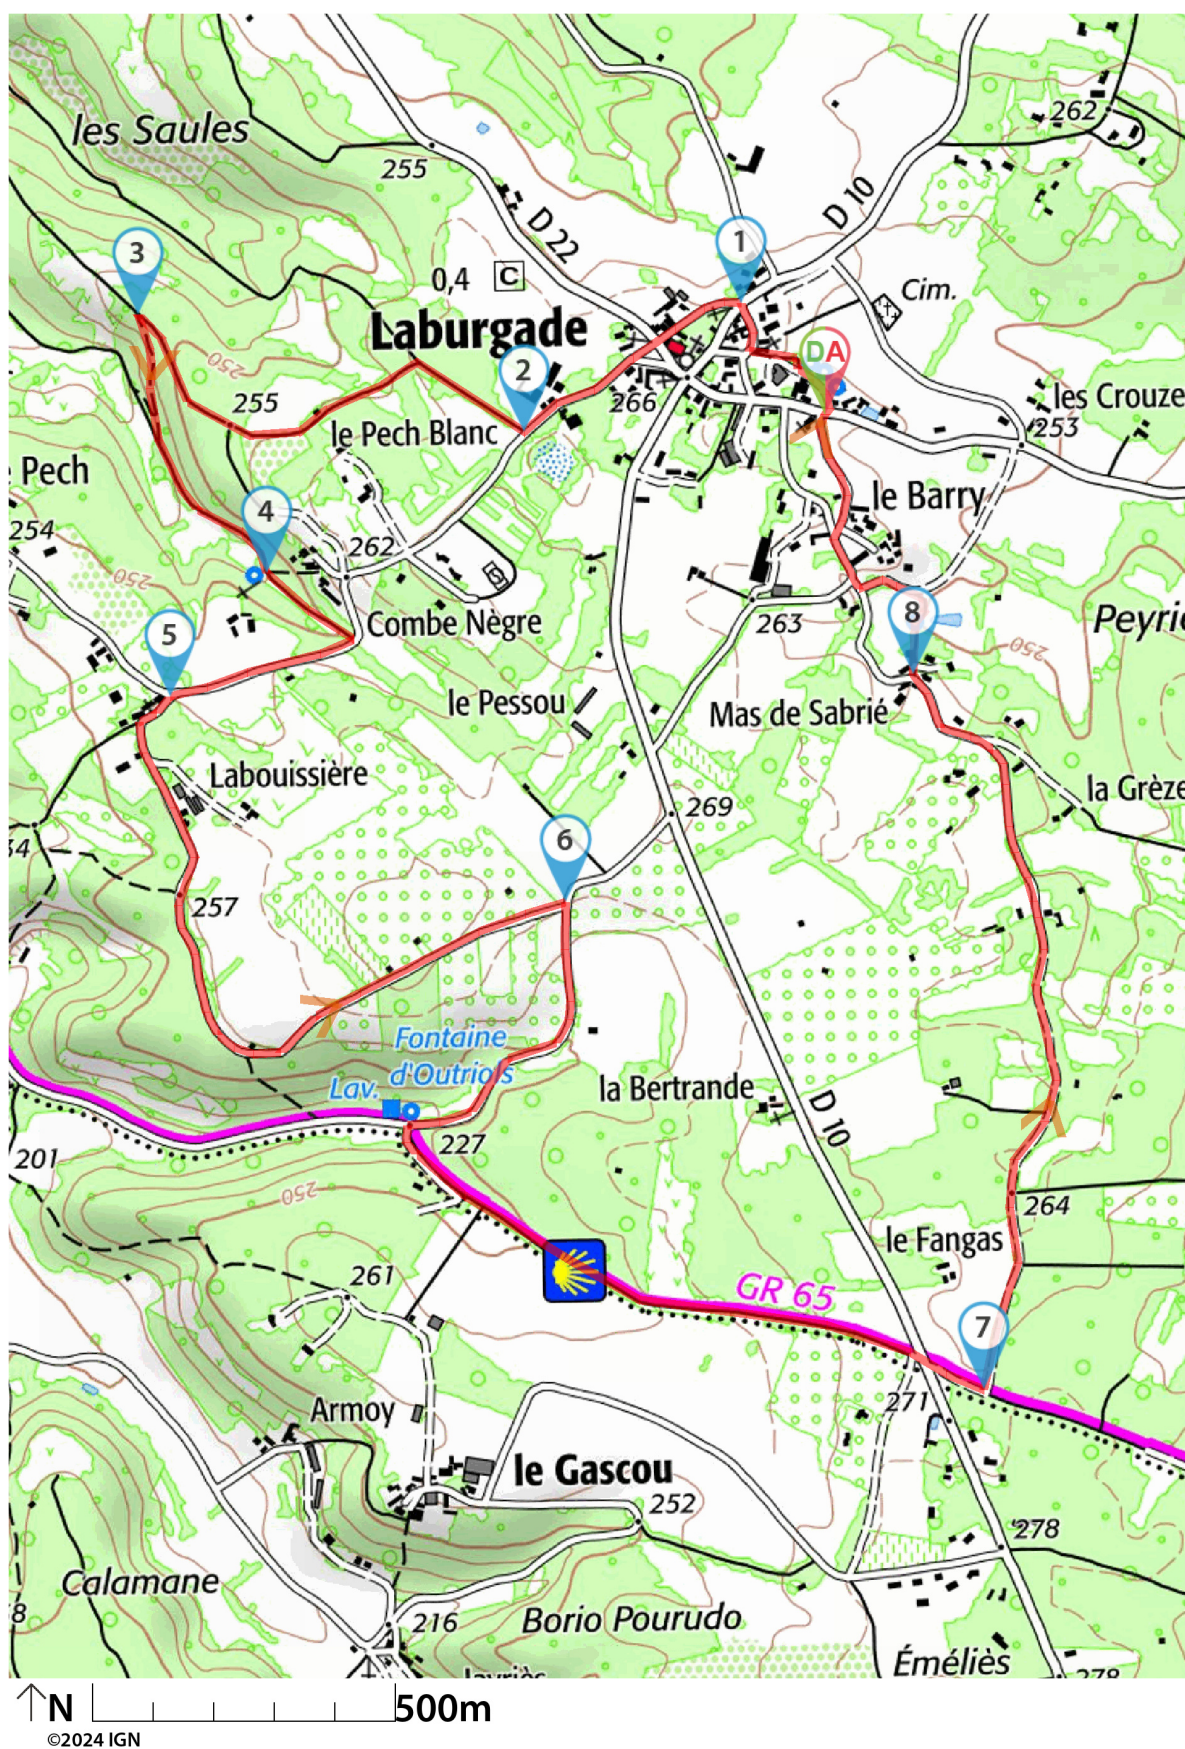 les Saules
262
255
D 10
D 22
3
1
0,4 C
Cim.
Laburgade
DA
250
2
255
266
les Crouze
253
le Pech Blanc
Pech
le Barry
4
254
262
250
8
Combe Nègre
263
Peyri
5
250
le Pessou
Mas de Sabrié
Labouissière
la Grèze
269
6
34
257
Fontaine
d'Outriols
Lav.
la Bertrande
D 10
227
201
250
264
le Fangas
261
GR 65
7
271
Armoy
le Gascou
252
278
Calamane
216
Borio Pourudo
8
Éméliès
278
N
500m
©2024 IGN